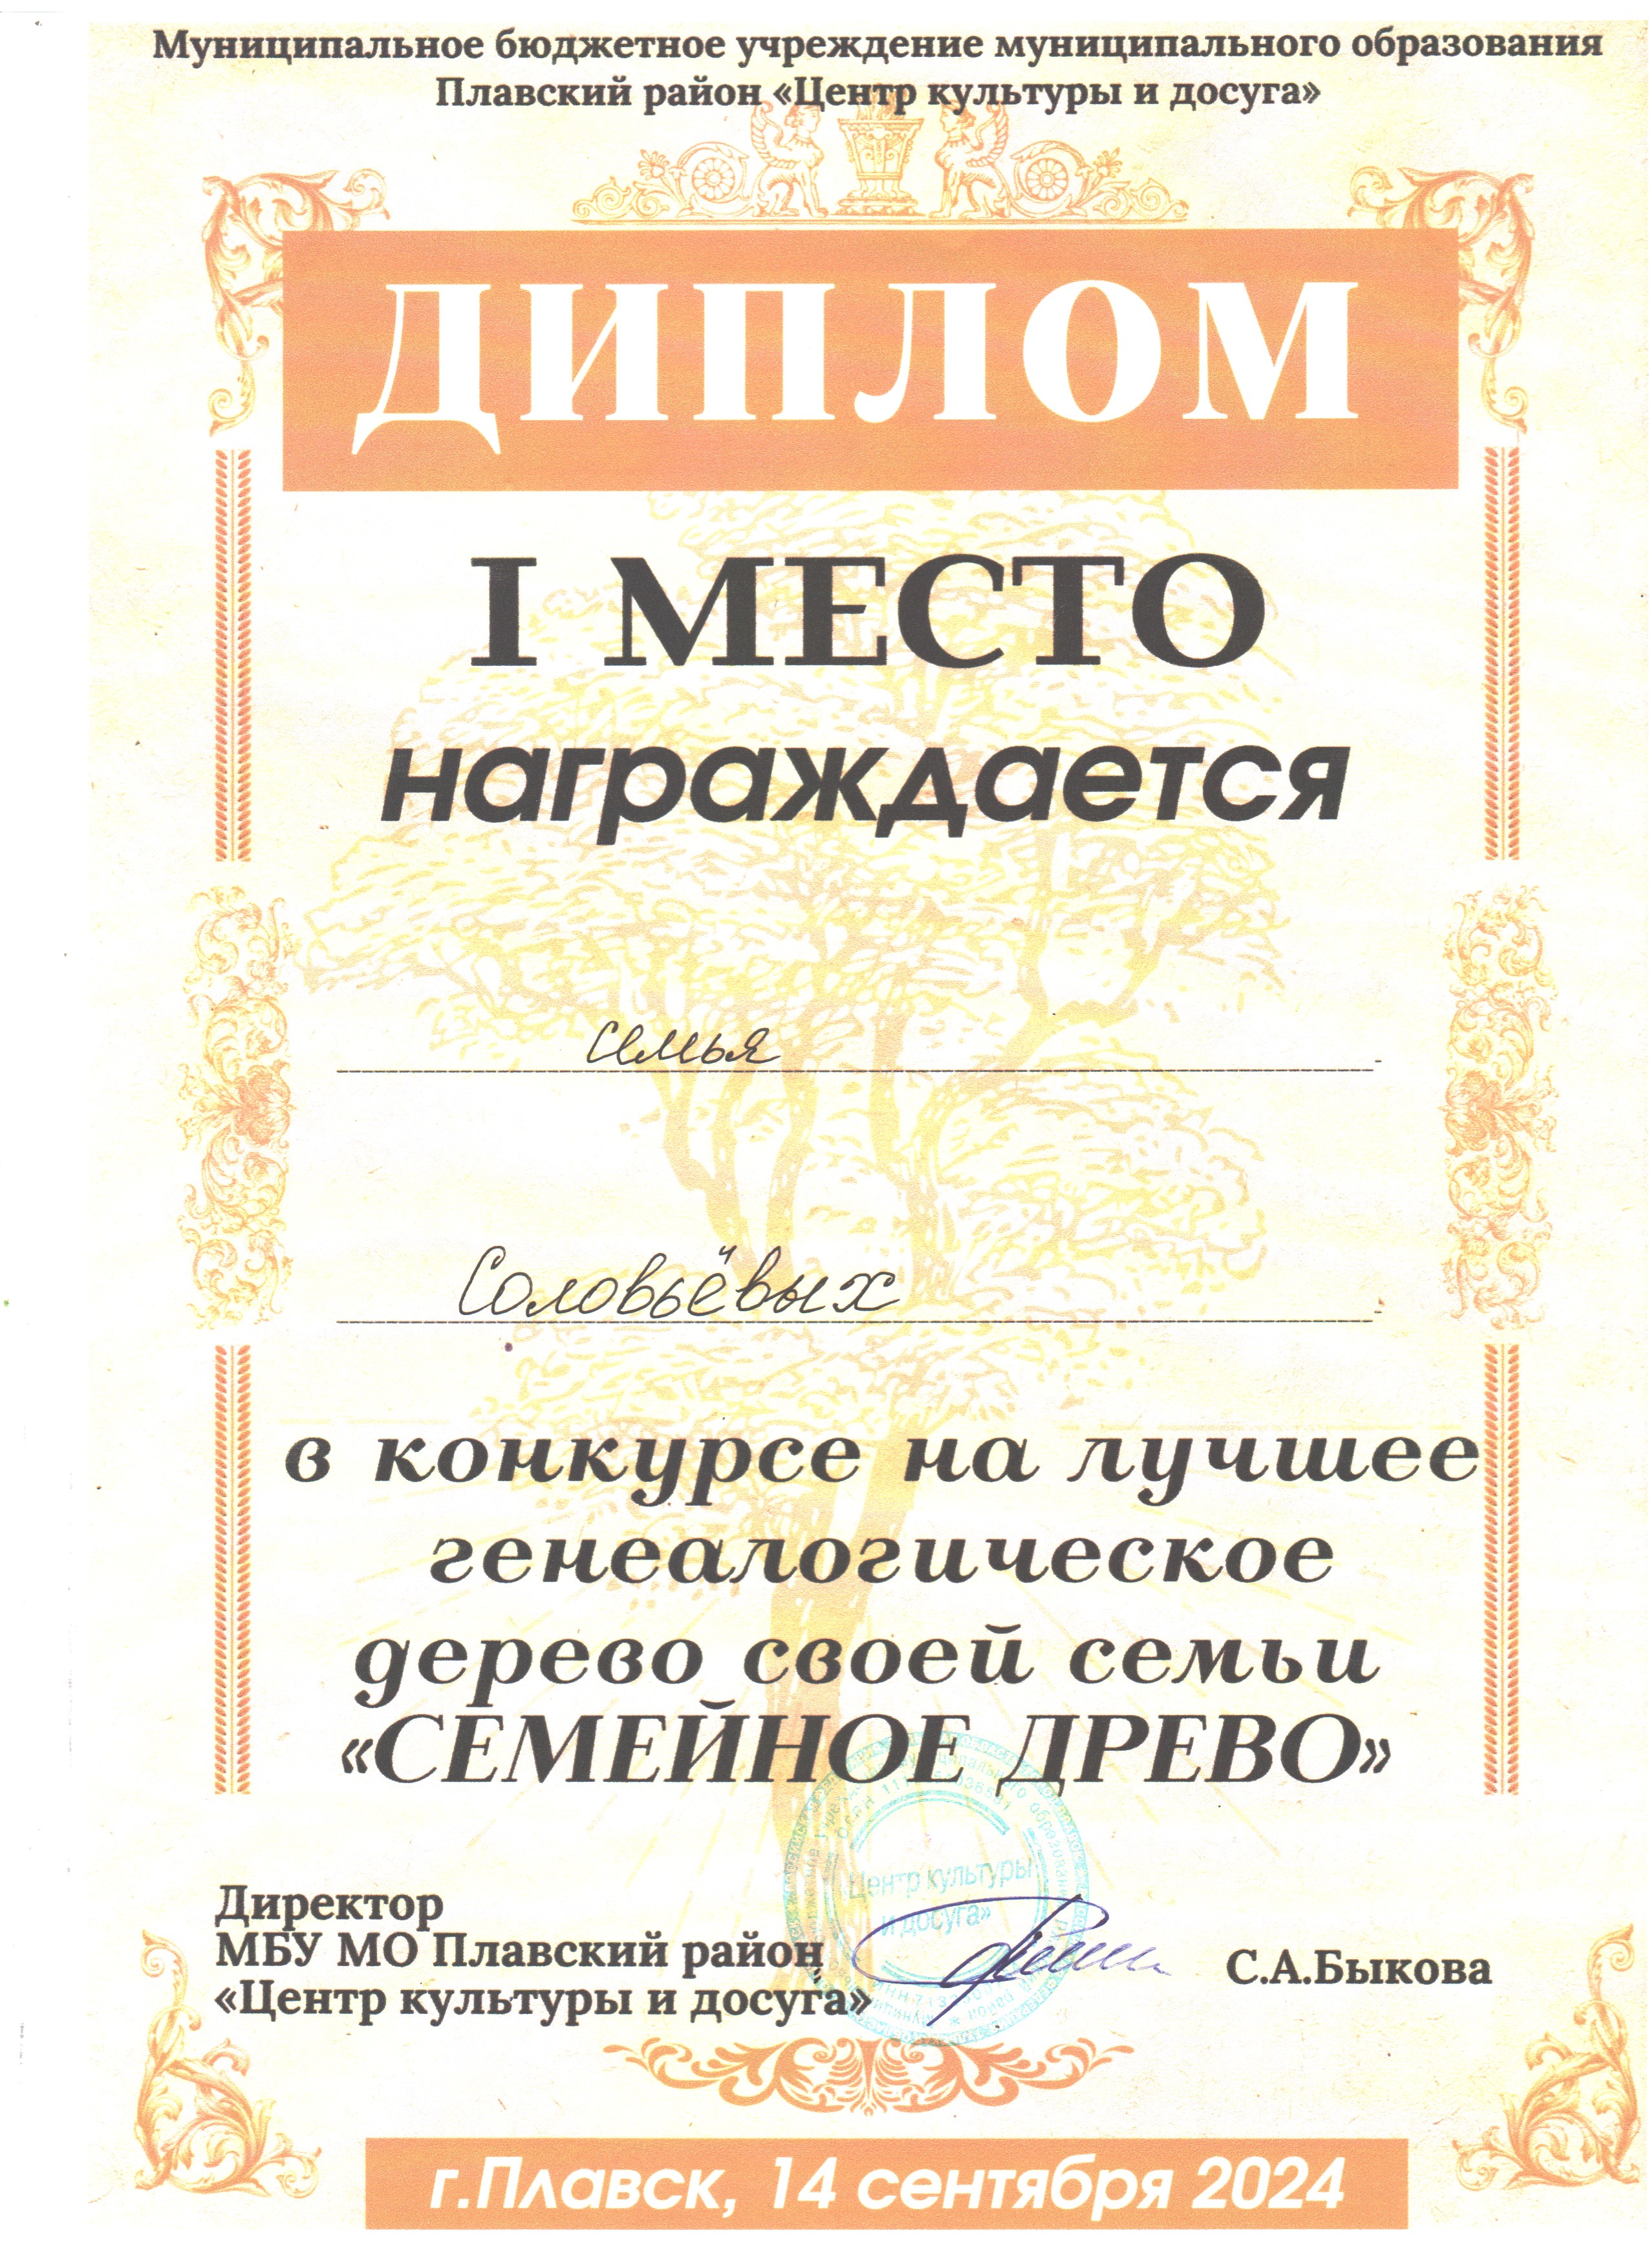 Муниципальное бюджетное учреждение муниципального образования
Плавский район «Центр культуры и досуга»
ДИПЛОМ
I МЕСТО
награждается
семья
Соловьёвых
в конкурсе на лучшее
генеалогическое
дерево своей семьи
«СЕМЕЙНОЕ ДРЕВО»
Центр культуры
и досуга»
Директор
МБУ МО Плавский район
«Центр культуры и досуга»
С.А.Быкова
г.Плавск, 14 сентября 2024